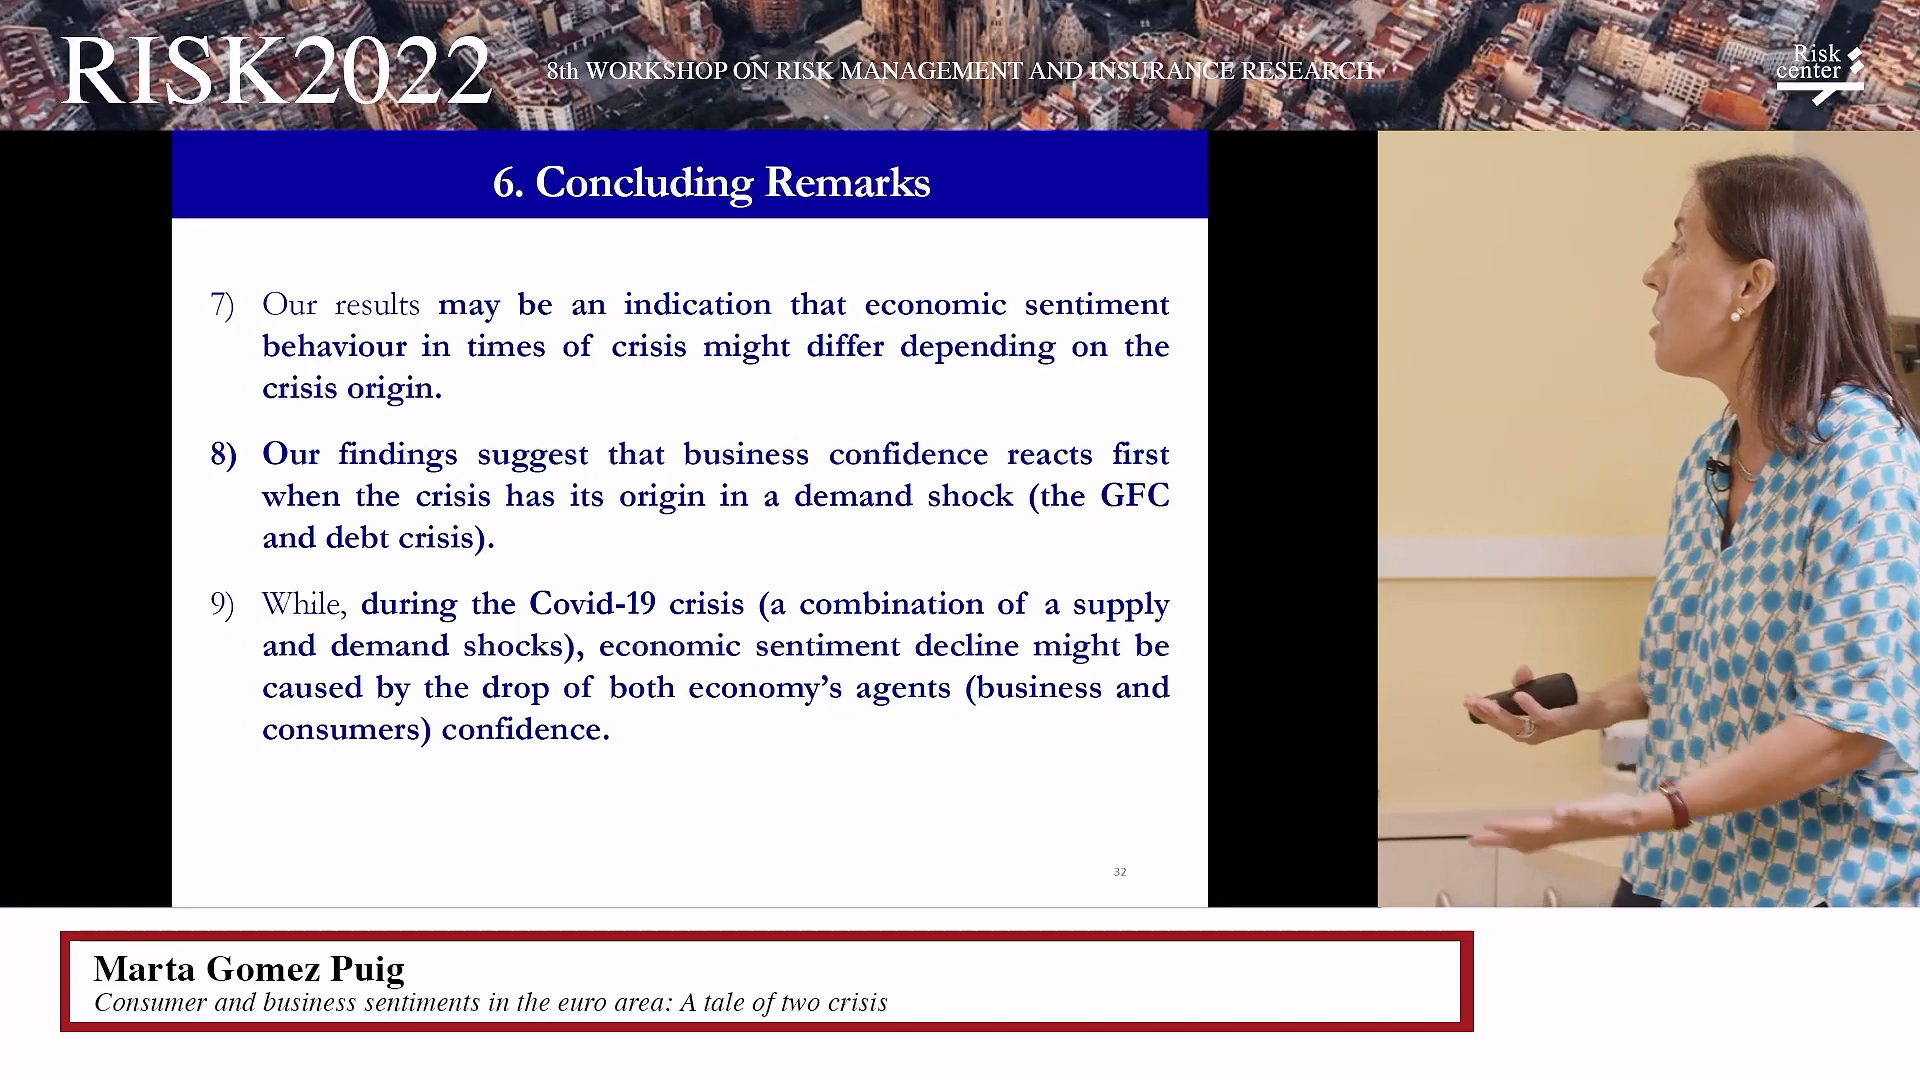 RISK2022
8th WORKSHOP ON RISK MANAGEMENT AND INSURANCE RESEARCH
Risk
center
6. Concluding Remarks
7) Our results may be an indication that economic sentiment
behaviour in times of crisis might differ depending on the
crisis origin.
8) Our findings suggest that business confidence reacts first
when the crisis has its origin in a demand shock (the GFC
and debt crisis).
9) While, during the Covid-19 crisis (a combination of a supply
and demand shocks), economic sentiment decline might be
caused by the drop of both economy’s agents (business and
consumers) confidence.
32
Marta Gomez Puig
Consumer and business sentiments in the euro area: A tale of two crisis